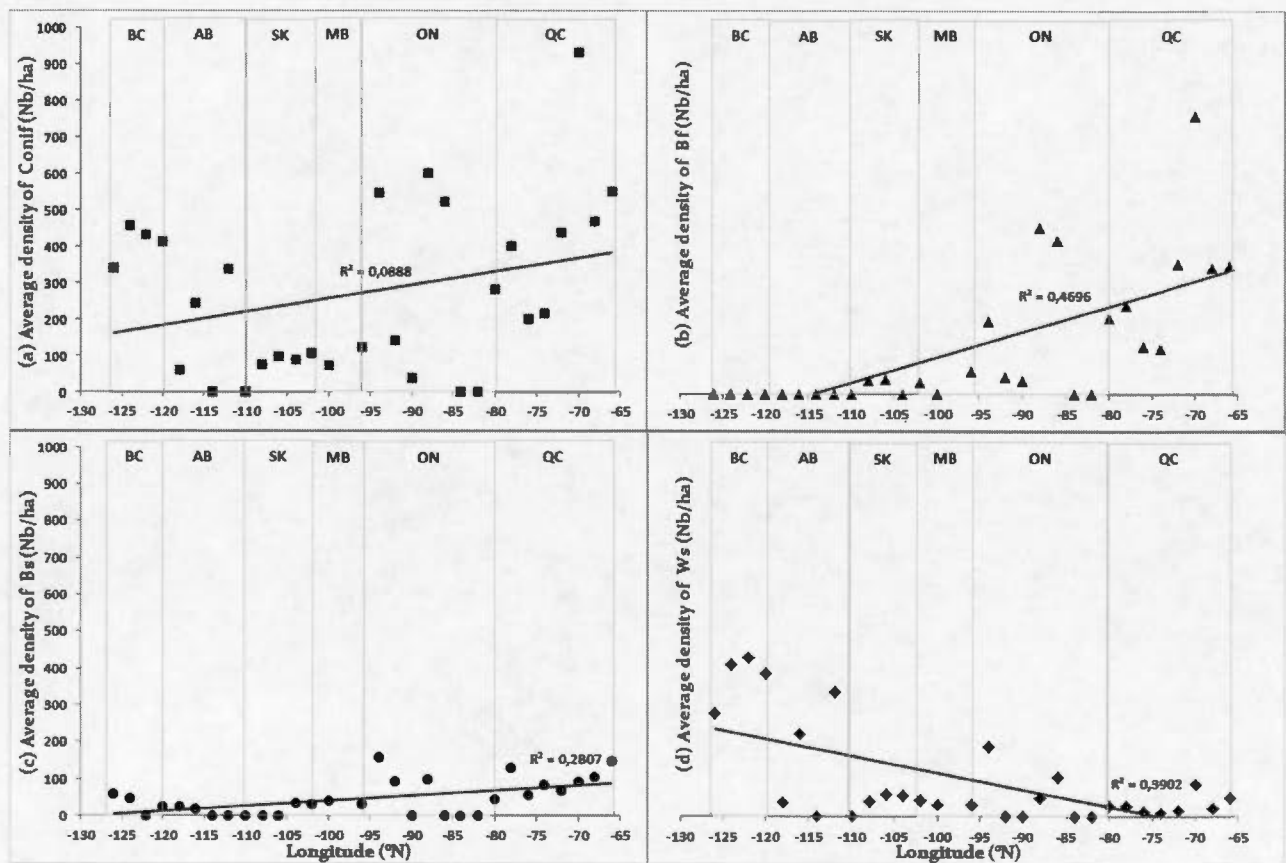 BC AB SK MB ON QC
(a) Average density of Conif (Nb/ha)
1000
900
800
700
600
500
400
300
200
100
0
R² = 0,0888
-130 -125 -120 -115 -110 -105 -100 -95 -90 -85 -80 -75 -70 -65
BC AB SK MB ON QC
(b) Average density of Bf (Nb/ha)
R² = 0,4696
-130 -125 -120 -115 -110 -105 -100 -95 -90 -85 -80 -75 -70 -65
BC AB SK MB ON QC
(c) Average density of Bs (Nb/ha)
1000
900
800
700
600
500
400
300
200
100
0
R² = 0,2807
-130 -125 -120 -115 -110 -105 -100 -95 -90 -85 -80 -75 -70 -65
Longitude (°N)
BC AB SK MB ON QC
(d) Average density of Ws (Nb/ha)
R² = 0,3902
-130 -125 -120 -115 -110 -105 -100 -95 -90 -85 -80 -75 -70 -65
Longitude (°N)